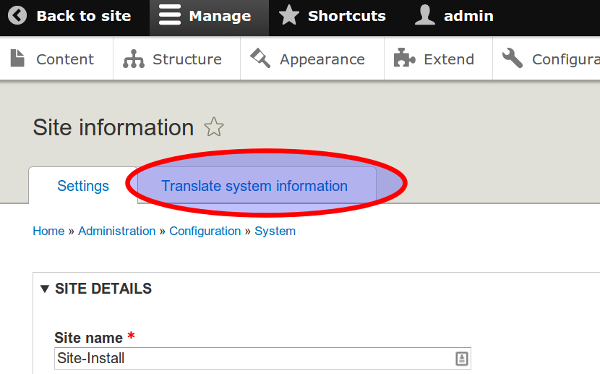 Back to site Manage Shortcuts admin
Content Structure Appearance Extend Configura
Site information
Settings Translate system information
Home » Administration » Configuration » System
▼ SITE DETAILS
Site name *
Site-Install